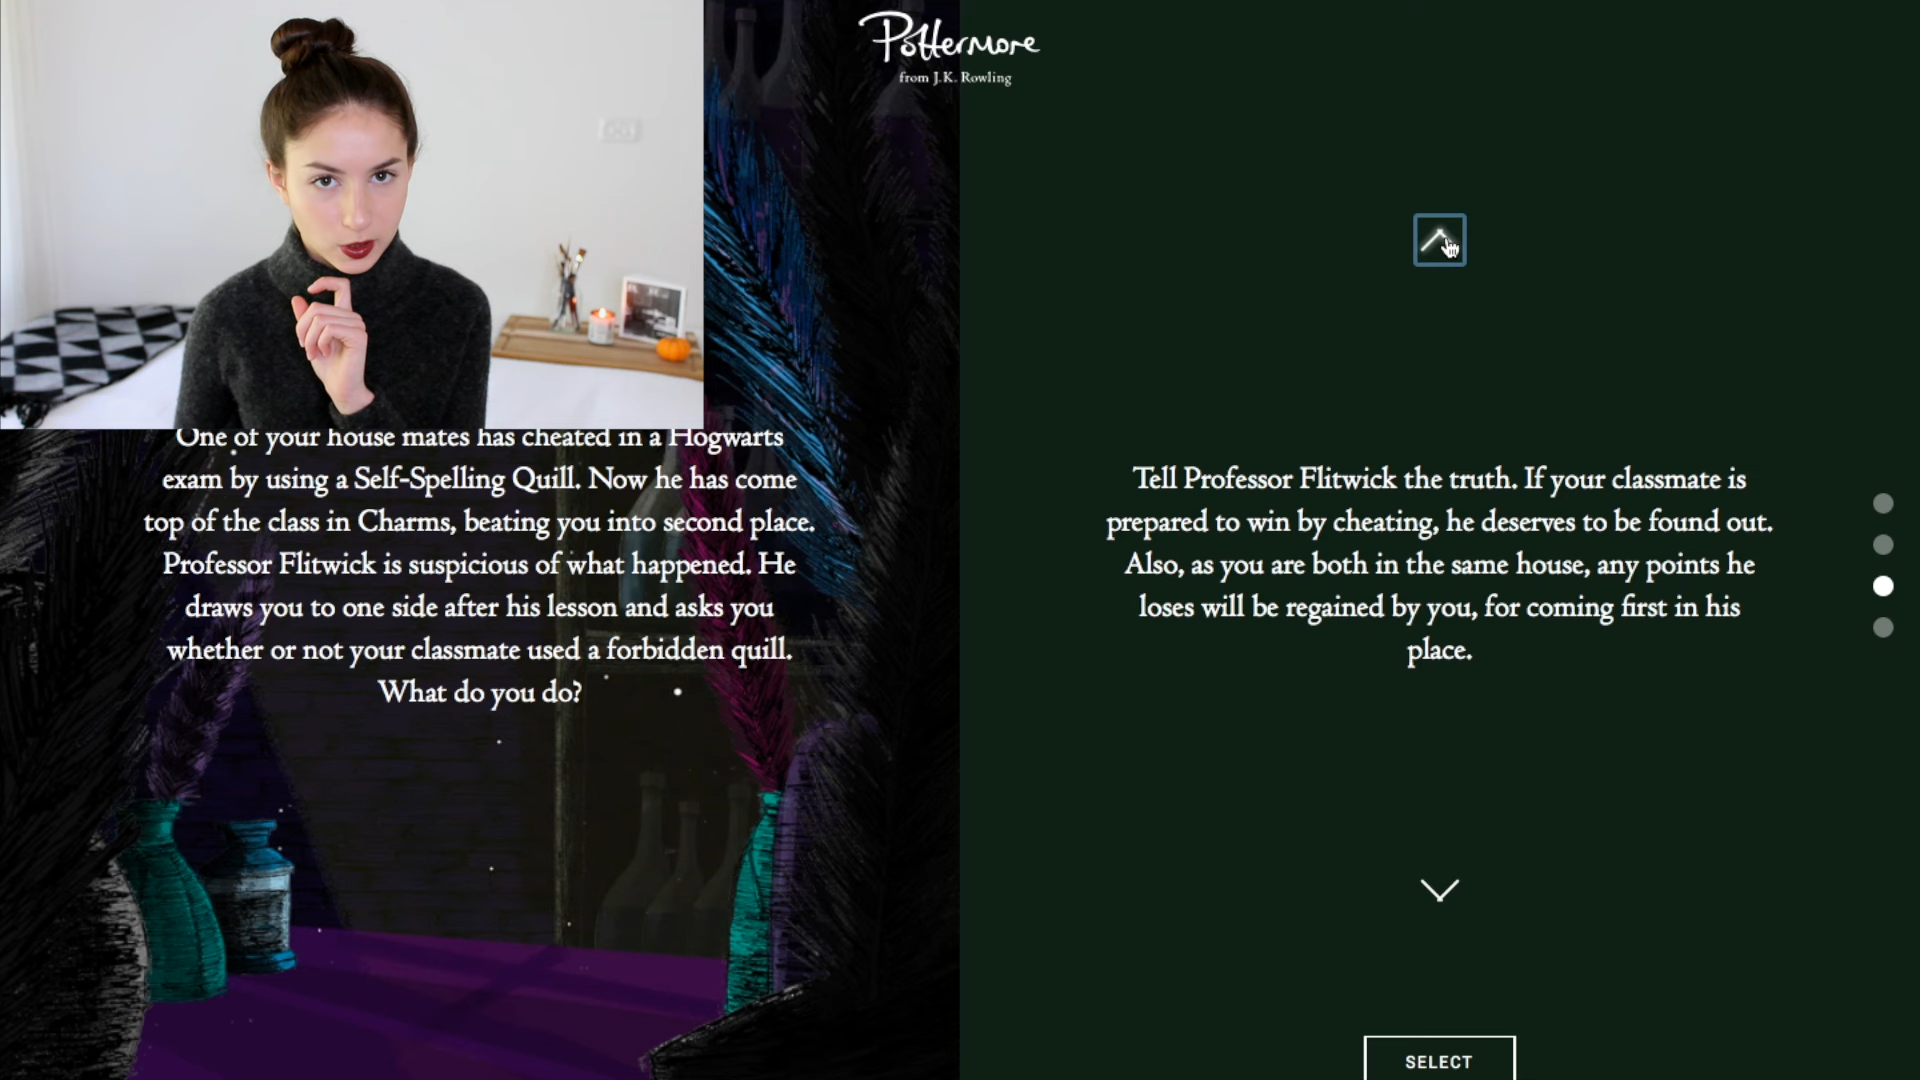 Pottermore
from J.K. Rowling
One of your house mates has cheated in a Hogwarts
exam by using a Self-Spelling Quill. Now he has come
top of the class in Charms, beating you into second place.
Professor Flitwick is suspicious of what happened. He
draws you to one side after his lesson and asks you
whether or not your classmate used a forbidden quill.
What do you do?
Tell Professor Flitwick the truth. If your classmate is
prepared to win by cheating, he deserves to be found out.
Also, as you are both in the same house, any points he
loses will be regained by you, for coming first in his
place.
SELECT